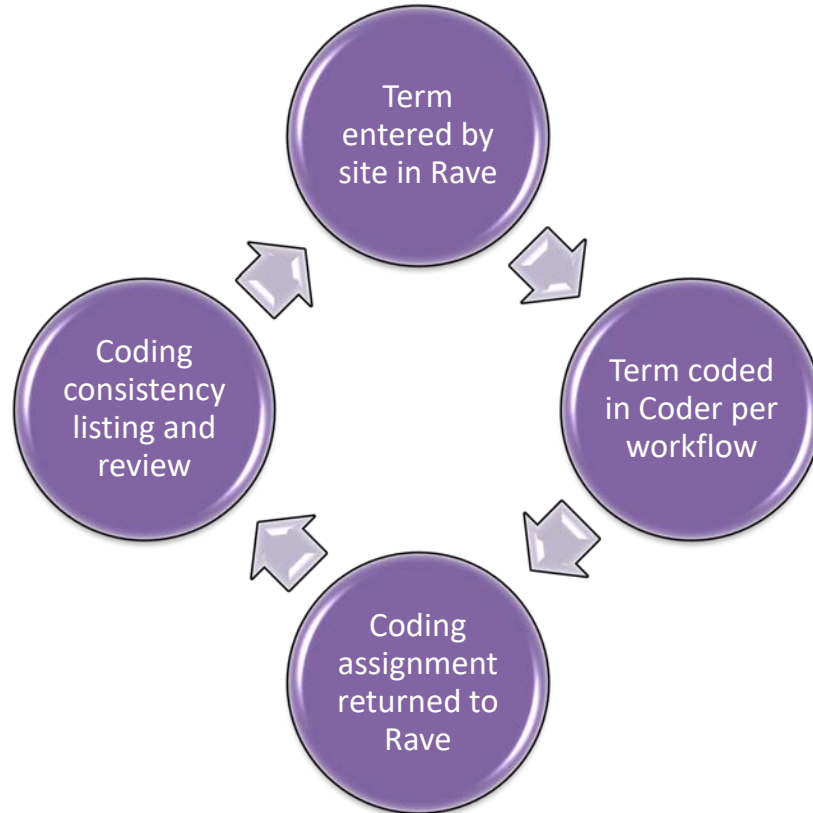 Term
entered by
site in Rave
Term coded
in Coder per
workflow
Coding
assignment
returned to
Rave
Coding
consistency
listing and
review